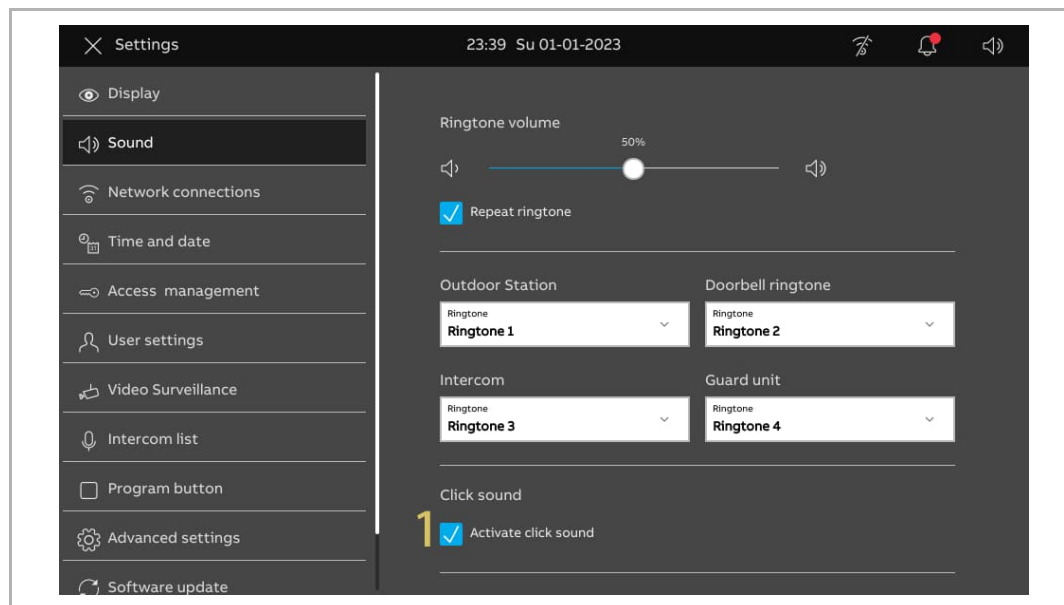 Settings
23:39 Su 01-01-2023
Display
Sound
Network connections
Time and date
Access management
User settings
Video Surveillance
Intercom list
Program button
Advanced settings
Software update
Ringtone volume
50%
Repeat ringtone
Outdoor Station
Ringtone
Ringtone 1
Doorbell ringtone
Ringtone
Ringtone 2
Intercom
Ringtone
Ringtone 3
Guard unit
Ringtone
Ringtone 4
Click sound
1 Activate click sound